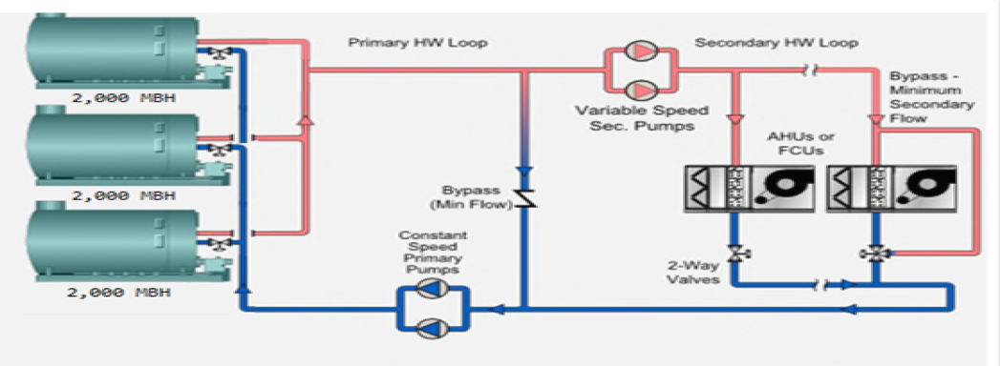 Primary HW Loop
Secondary HW Loop
2,000 MBH
Bypass -
Minimum
Secondary
Flow
Variable Speed
Sec. Pumps
AHUs or
FCUs
2,000 MBH
Bypass
(Min Flow)
Constant
Speed
Primary
Pumps
2-Way
Valves
2,000 MBH